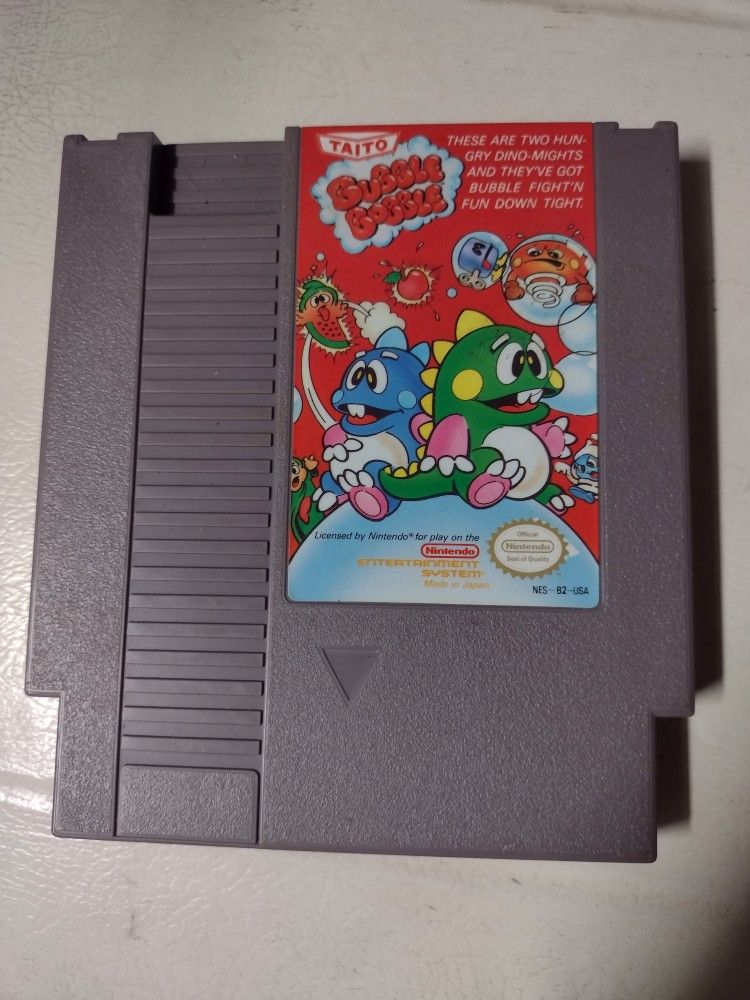 TAITO
BUBBLE
BOBBLE
THESE ARE TWO HUN-
GRY DINO-MIGHTS
AND THEY'VE GOT
BUBBLE FIGHT'N
FUN DOWN TIGHT.
Licensed by Nintendo® for play on the
Nintendo
ENTERTAINMENT
SYSTEM®
Made in Japan
Official
Nintendo
Seal of Quality
NES-B2-USA